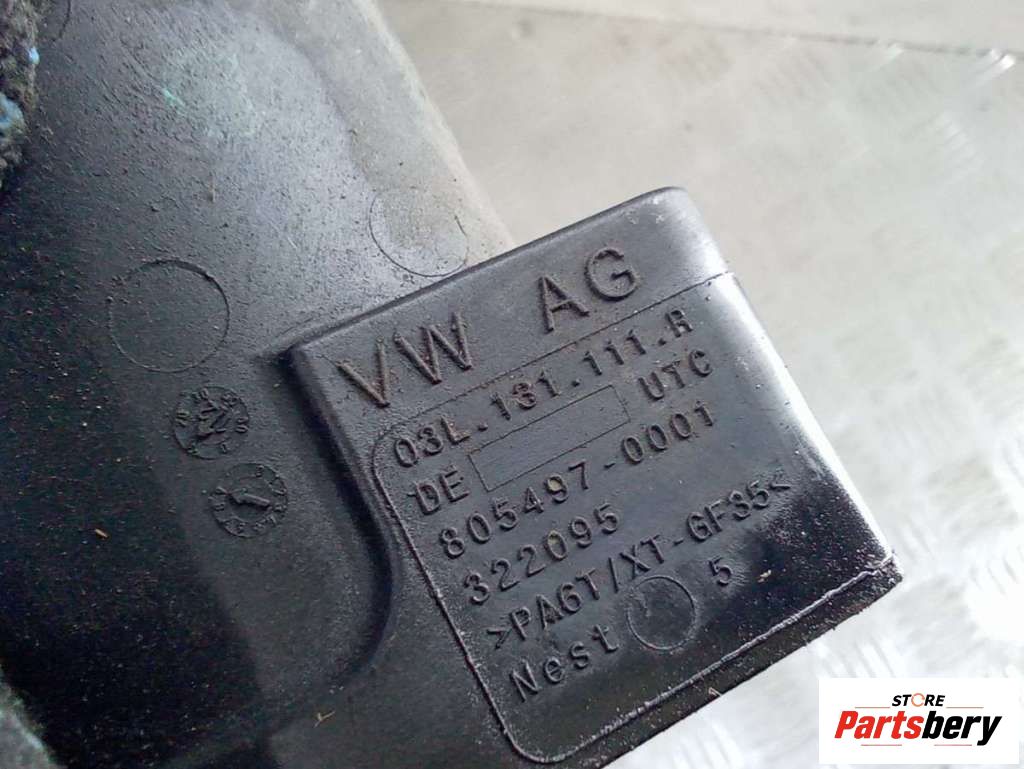 VW AG
03L.131.111.R
DE UTC
805497-0001
322095
>PA6T/XT-GF35<
Nest 5
STORE
Partsbery